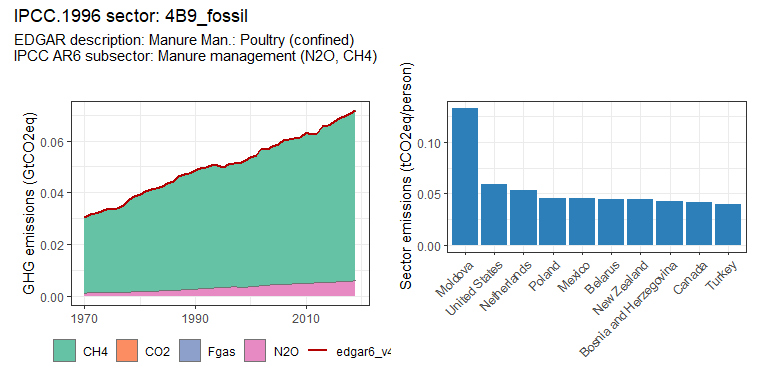 IPCC.1996 sector: 4B9_fossil
EDGAR description: Manure Man.: Poultry (confined)
IPCC AR6 subsector: Manure management (N2O, CH4)
GHG emissions (GtCO2eq)
0.06
0.04
0.02
0.00
1970
1990
2010
CH4
CO2
Fgas
N2O
edgar6_v4
Sector emissions (tCO2eq/person)
0.10
0.05
0.00
Moldova
United States
Netherlands
Poland
Mexico
Belarus
New Zealand
Bosnia and Herzegovina
Canada
Turkey